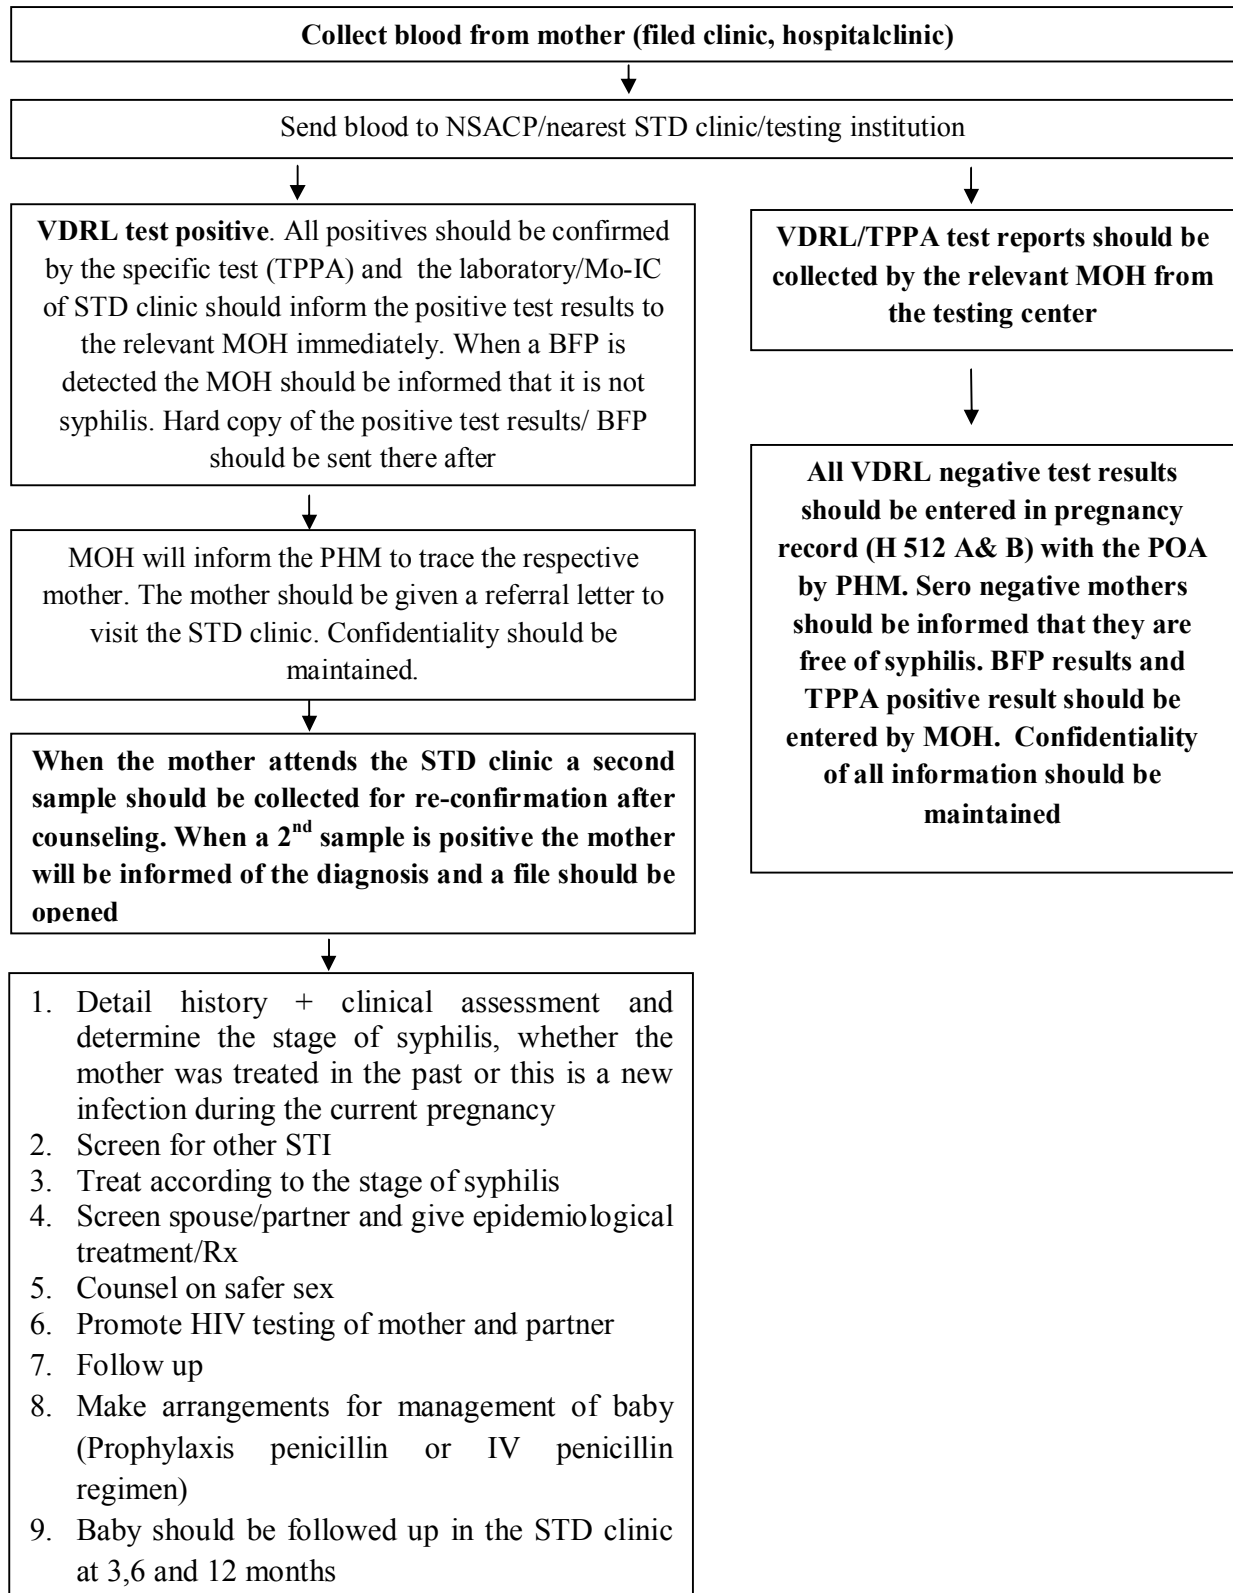 Collect blood from mother (filed clinic, hospitalclinic)
Send blood to NSACP/nearest STD clinic/testing institution
VDRL test positive. All positives should be confirmed
by the specific test (TPPA) and the laboratory/Mo-IC
of STD clinic should inform the positive test results to
the relevant MOH immediately. When a BFP is
detected the MOH should be informed that it is not
syphilis. Hard copy of the positive test results/ BFP
should be sent there after
MOH will inform the PHM to trace the respective
mother. The mother should be given a referral letter to
visit the STD clinic. Confidentiality should be
maintained.
When the mother attends the STD clinic a second
sample should be collected for re-confirmation after
counseling. When a 2nd sample is positive the mother
will be informed of the diagnosis and a file should be
opened
1. Detail history + clinical assessment and
determine the stage of syphilis, whether the
mother was treated in the past or this is a new
infection during the current pregnancy
2. Screen for other STI
3. Treat according to the stage of syphilis
4. Screen spouse/partner and give epidemiological
treatment/Rx
5. Counsel on safer sex
6. Promote HIV testing of mother and partner
7. Follow up
8. Make arrangements for management of baby
(Prophylaxis penicillin or IV penicillin
regimen)
9. Baby should be followed up in the STD clinic
at 3,6 and 12 months
VDRL/TPPA test reports should be
collected by the relevant MOH from
the testing center
All VDRL negative test results
should be entered in pregnancy
record (H 512 A& B) with the POA
by PHM. Sero negative mothers
should be informed that they are
free of syphilis. BFP results and
TPPA positive result should be
entered by MOH. Confidentiality
of all information should be
maintained